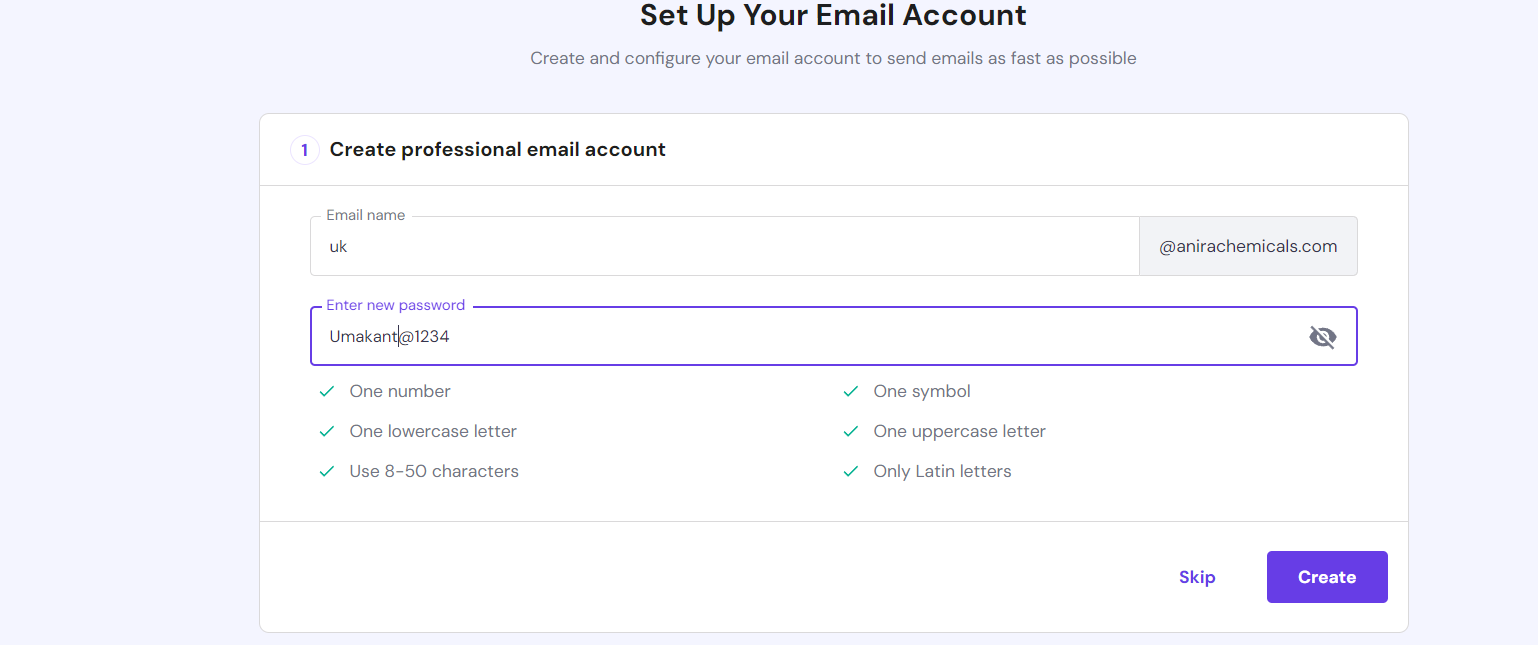 Set Up Your Email Account
Create and configure your email account to send emails as fast as possible
1 Create professional email account
Email name
uk @anirachemicals.com
Enter new password
Umakant@1234
One number One symbol
One lowercase letter One uppercase letter
Use 8-50 characters Only Latin letters
Skip Create